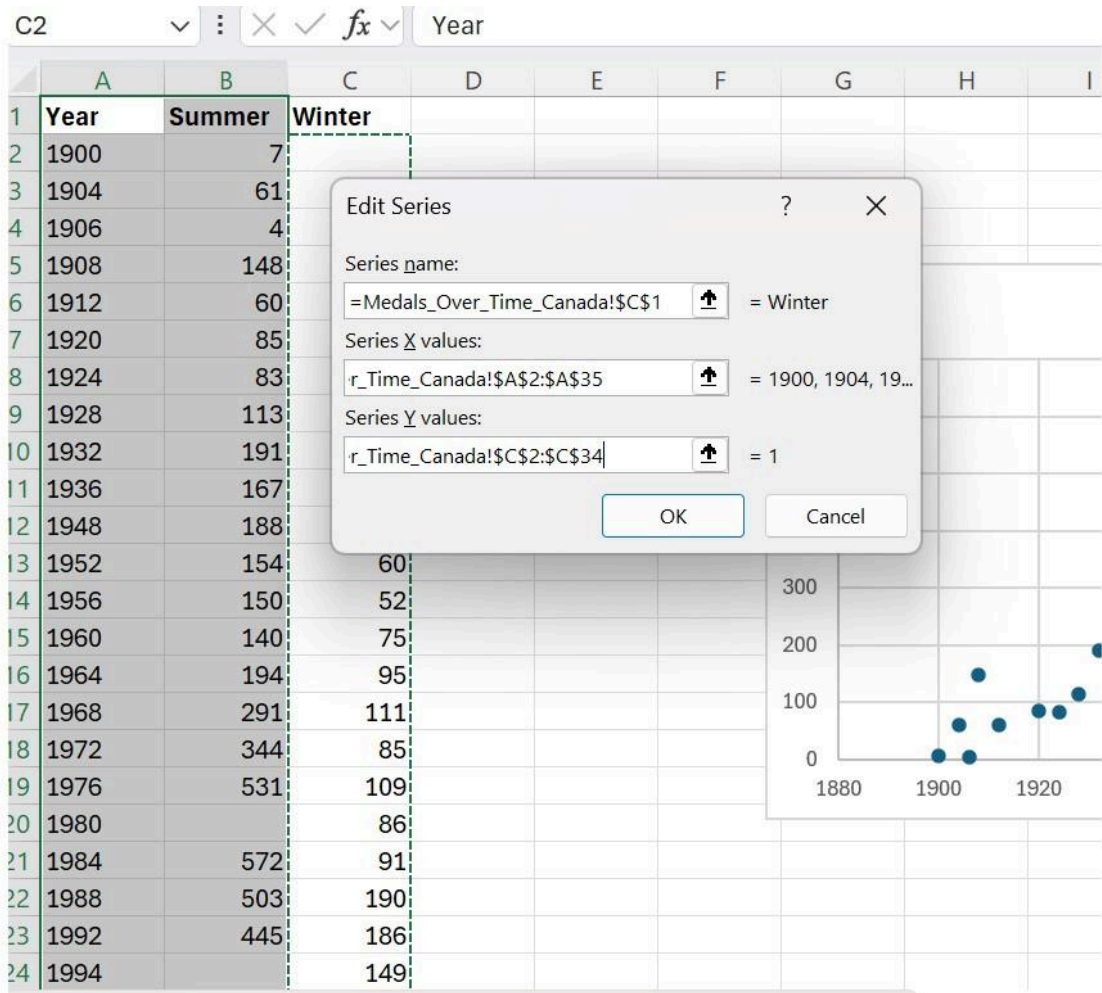 C2 fx Year
A B C D E F G H I
1 Year Summer Winter
2 1900 7
3 1904 61
4 1906 4
5 1908 148
6 1912 60
7 1920 85
8 1924 83
9 1928 113
10 1932 191
11 1936 167
12 1948 188
13 1952 154 60
14 1956 150 52
15 1960 140 75
16 1964 194 95
17 1968 291 111
18 1972 344 85
19 1976 531 109
20 1980 86
21 1984 572 91
22 1988 503 190
23 1992 445 186
24 1994 149
Edit Series ?
Series name:
=Medals_Over_Time_Canada!$C$1 = Winter
Series X values:
r_Time_Canada!$A$2:$A$35 = 1900, 1904, 19...
Series Y values:
r_Time_Canada!$C$2:$C$34 = 1
OK Cancel
300
200
100
0
1880 1900 1920